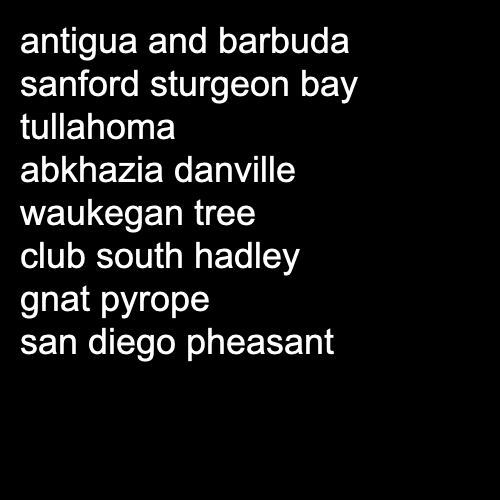 antigua and barbuda
sanford sturgeon bay
tullahoma
abkhazia danville
waukegan tree
club south hadley
gnat pyrope
san diego pheasant